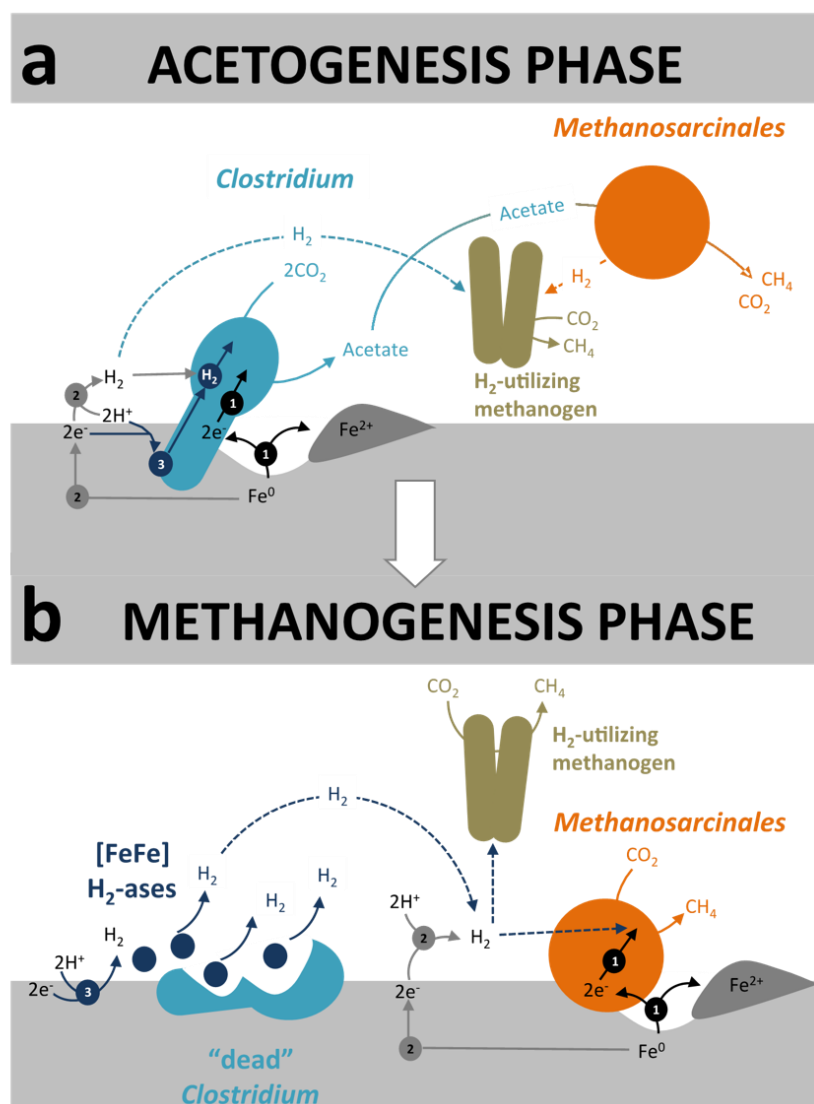 a ACETOGENESIS PHASE
Methanosarcinales
Clostridium
Acetate
H₂
2CO₂
H₂
CH₄
CO₂
CO₂
CH₄
Acetate
H₂-utilizing
methanogen
H₂
H₂
2
2H⁺
1
2e⁻
2e⁻
3
1
Fe²⁺
2
Fe⁰
b METHANOGENESIS PHASE
CO₂
CH₄
H₂-utilizing
methanogen
H₂
Methanosarcinales
[FeFe]
H₂-ases
H₂
H₂
H₂
CO₂
CH₄
2H⁺
H₂
2
H₂
2H⁺
3
2e⁻
1
2e⁻
2e⁻
1
Fe²⁺
2
Fe⁰
"dead"
Clostridium